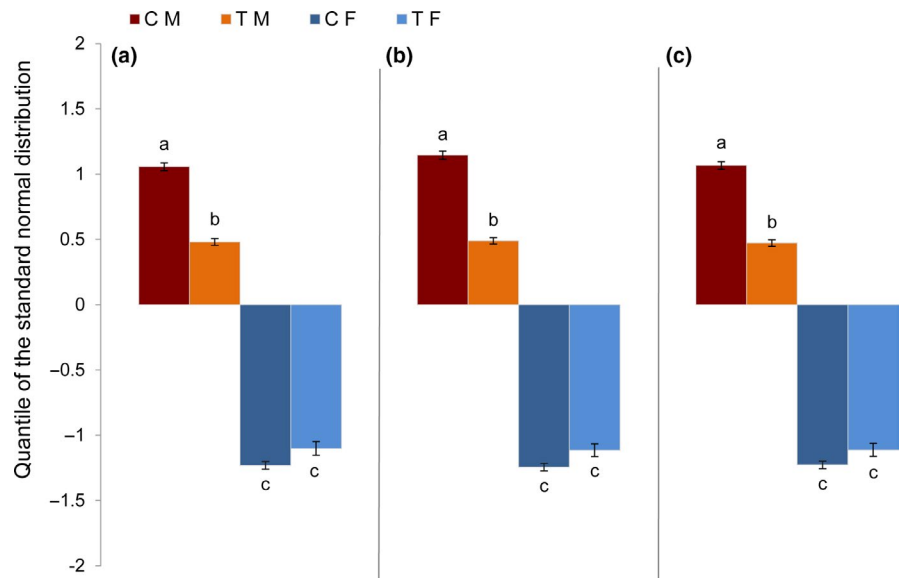 C M T M C F T F
Quantile of the standard normal distribution
2
1.5
1
0.5
0
−0.5
−1
−1.5
−2
(a)
a
b
c
c
(b)
a
b
c
c
(c)
a
b
c
c